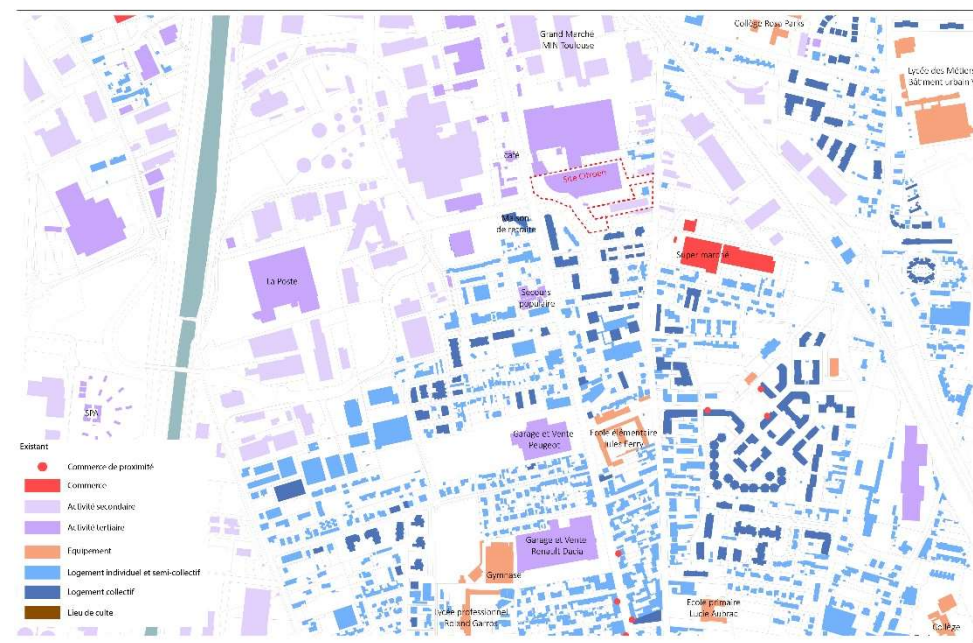 Collège Rosa Parks
Grand Marché
MIN Toulouse
Lycée des Métiers
Bâtiment urbain
café
Site Citroen
Maison
de retraite
Super marché
La Poste
Secours
populaire
SPA
Garage et Vente
Peugeot
Ecole élémentaire
Jules Ferry
Existant
Commerce de proximité
Commerce
Activité secondaire
Activité tertiaire
Equipement
Logement individuel et semi-collectif
Logement collectif
Lieu de culte
Garage et Vente
Renault Dacia
Gymnase
Lycée professionnel
Roland Garros
Ecole primaire
Lucie Aubrac
Collège